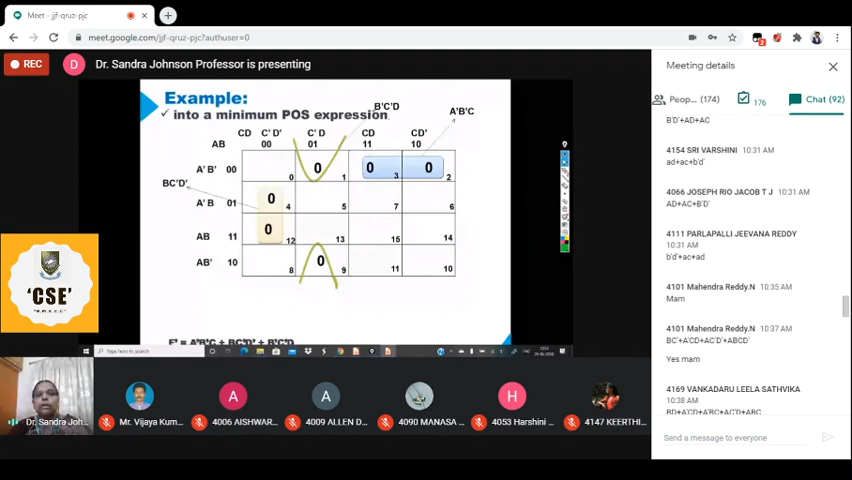 Meet - jjf-qruz-pjc
meet.google.com/jjf-qruz-pjc?authuser=0
2
REC
D
Dr. Sandra Johnson Professor is presenting
Example:
✓ into a minimum POS expression.
B'C'D
A'B'C
CD C' D' C' D CD CD'
AB 00 01 11 10
A' B' 00 0 0 0
0 1 3 2
BC'D'
A' B 01 0
4 5 7 6
AB 11 0
12 13 15 14
AB' 10 0
8 9 11 10
F' = A'B'C + BC'D' + B'C'D
'CSE'
Type here to search
Dr. Sandra Joh...
Mr. Vijaya Kum...
A
4006 AISHWAR...
A
4009 ALLEN D...
4090 MANASA ...
H
4053 Harshini ...
4147 KEERTHI...
Meeting details
Peop... (174)
176
Chat (92)
B'D'+AD+AC
4154 SRI VARSHINI 10:31 AM
ad+ac+b'd'
4066 JOSEPH RIO JACOB T J 10:31 AM
AD+AC+B'D'
4111 PARLAPALLI JEEVANA REDDY
10:31 AM
b'd'+ac+ad
4101 Mahendra Reddy.N 10:35 AM
Mam
4101 Mahendra Reddy.N 10:37 AM
BC'+A'CD+AC'D'+ABCD'
Yes mam
4169 VANKADARU LEELA SATHVIKA
10:38 AM
Send a message to everyone